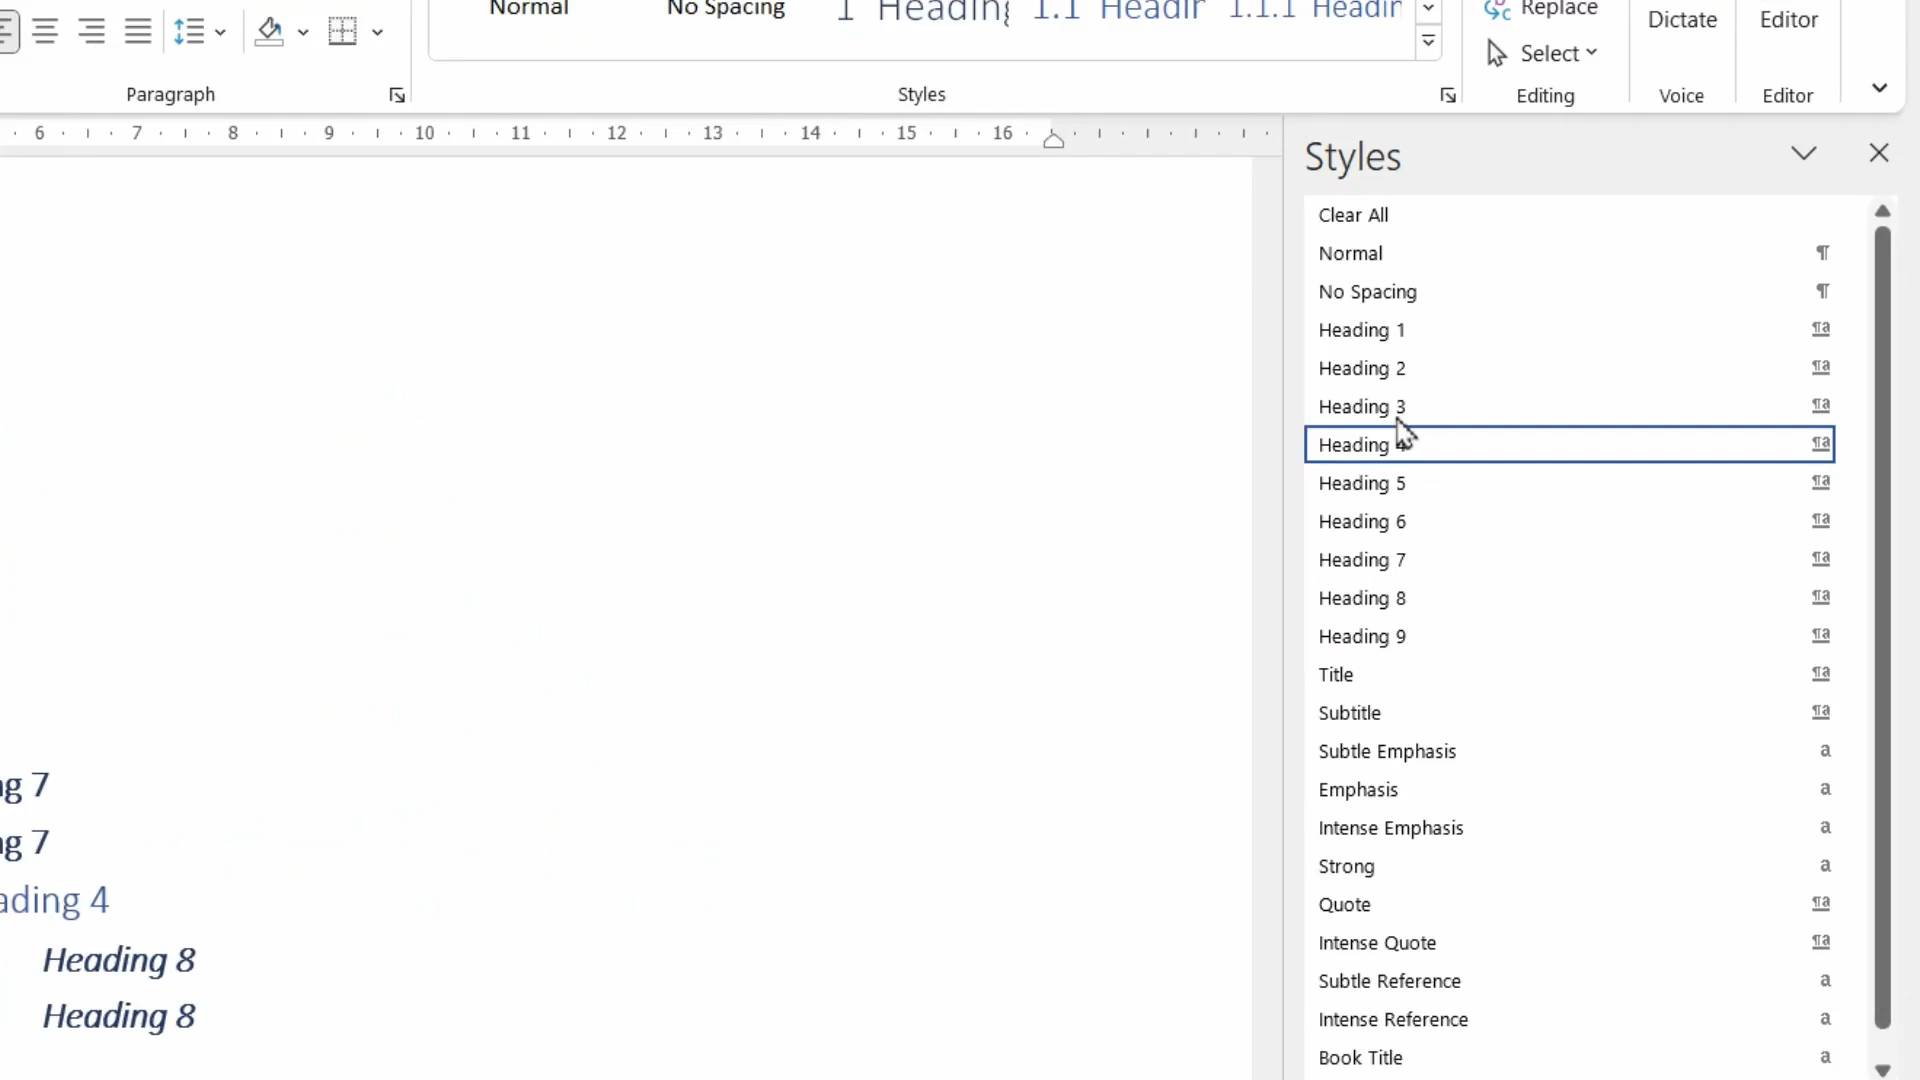 Normal
No Spacing
1 Heading
1.1 Headir
1.1.1 Headin
Replace
Select
Dictate
Editor
Paragraph
Styles
Editing
Voice
Editor
6 7 8 9 10 11 12 13 14 15 16
Styles
Clear All
Normal
No Spacing
Heading 1
Heading 2
Heading 3
Heading 4
Heading 5
Heading 6
Heading 7
Heading 8
Heading 9
Title
Subtitle
Subtle Emphasis a
Emphasis a
Intense Emphasis a
Strong a
Quote
Intense Quote
Subtle Reference a
Intense Reference a
Book Title a
ng 7
ng 7
ading 4
Heading 8
Heading 8